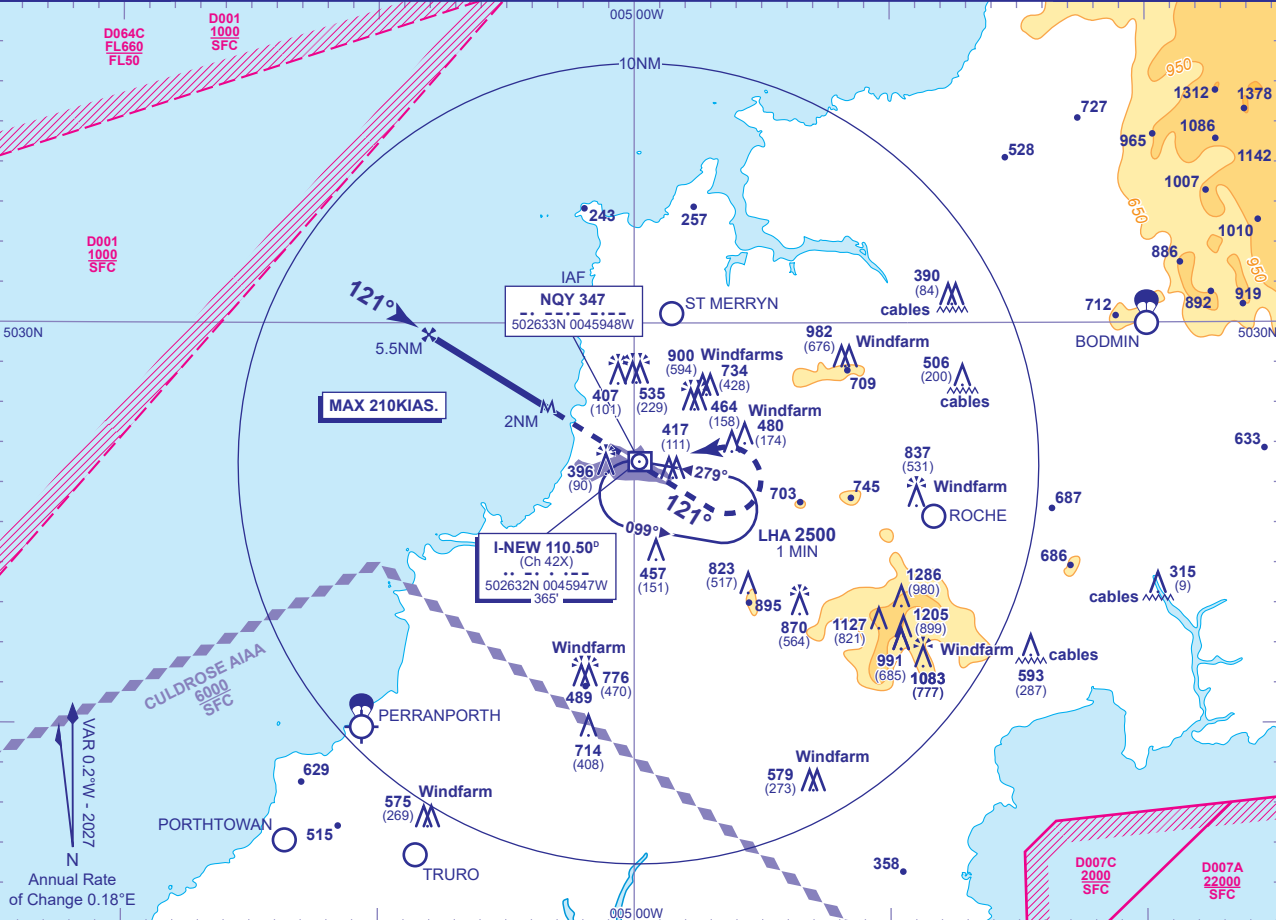 005 00W
D064C
FL660
FL50
D001
1000
SFC
10NM
950
1312
1378
727
965
1086
1142
528
1007
650
1010
243
257
886
950
D001
1000
SFC
892
919
IAF
NQY 347
502633N 0045948W
ST MERRYN
390
(84)
cables
712
BODMIN
5030N
5030N
121°
5.5NM
982
(676)
Windfarm
709
900
(594)
Windfarms
734
(428)
407
(101)
535
(229)
464
(158)
506
(200)
cables
MAX 210KIAS.
2NM
M
Windfarm
480
(174)
417
(111)
633
396
(90)
279°
121°
099°
703
745
837
(531)
Windfarm
ROCHE
687
LHA 2500
1 MIN
I-NEW 110.50D
(Ch 42X)
502632N 0045947W
365'
457
(151)
823
(517)
895
870
(564)
1286
(980)
1127
(821)
1205
(899)
991
(685)
Windfarm
1083
(777)
686
315
(9)
cables
593
(287)
cables
CULDROSE AIAA
6000
SFC
Windfarm
776
(470)
489
714
(408)
PERRANPORTH
VAR 0.2°W - 2027
N
Annual Rate
of Change 0.18°E
629
515
PORTHTOWAN
575
(269)
Windfarm
TRURO
579
(273)
Windfarm
358
D007C
2000
SFC
D007A
22000
SFC
005 00W